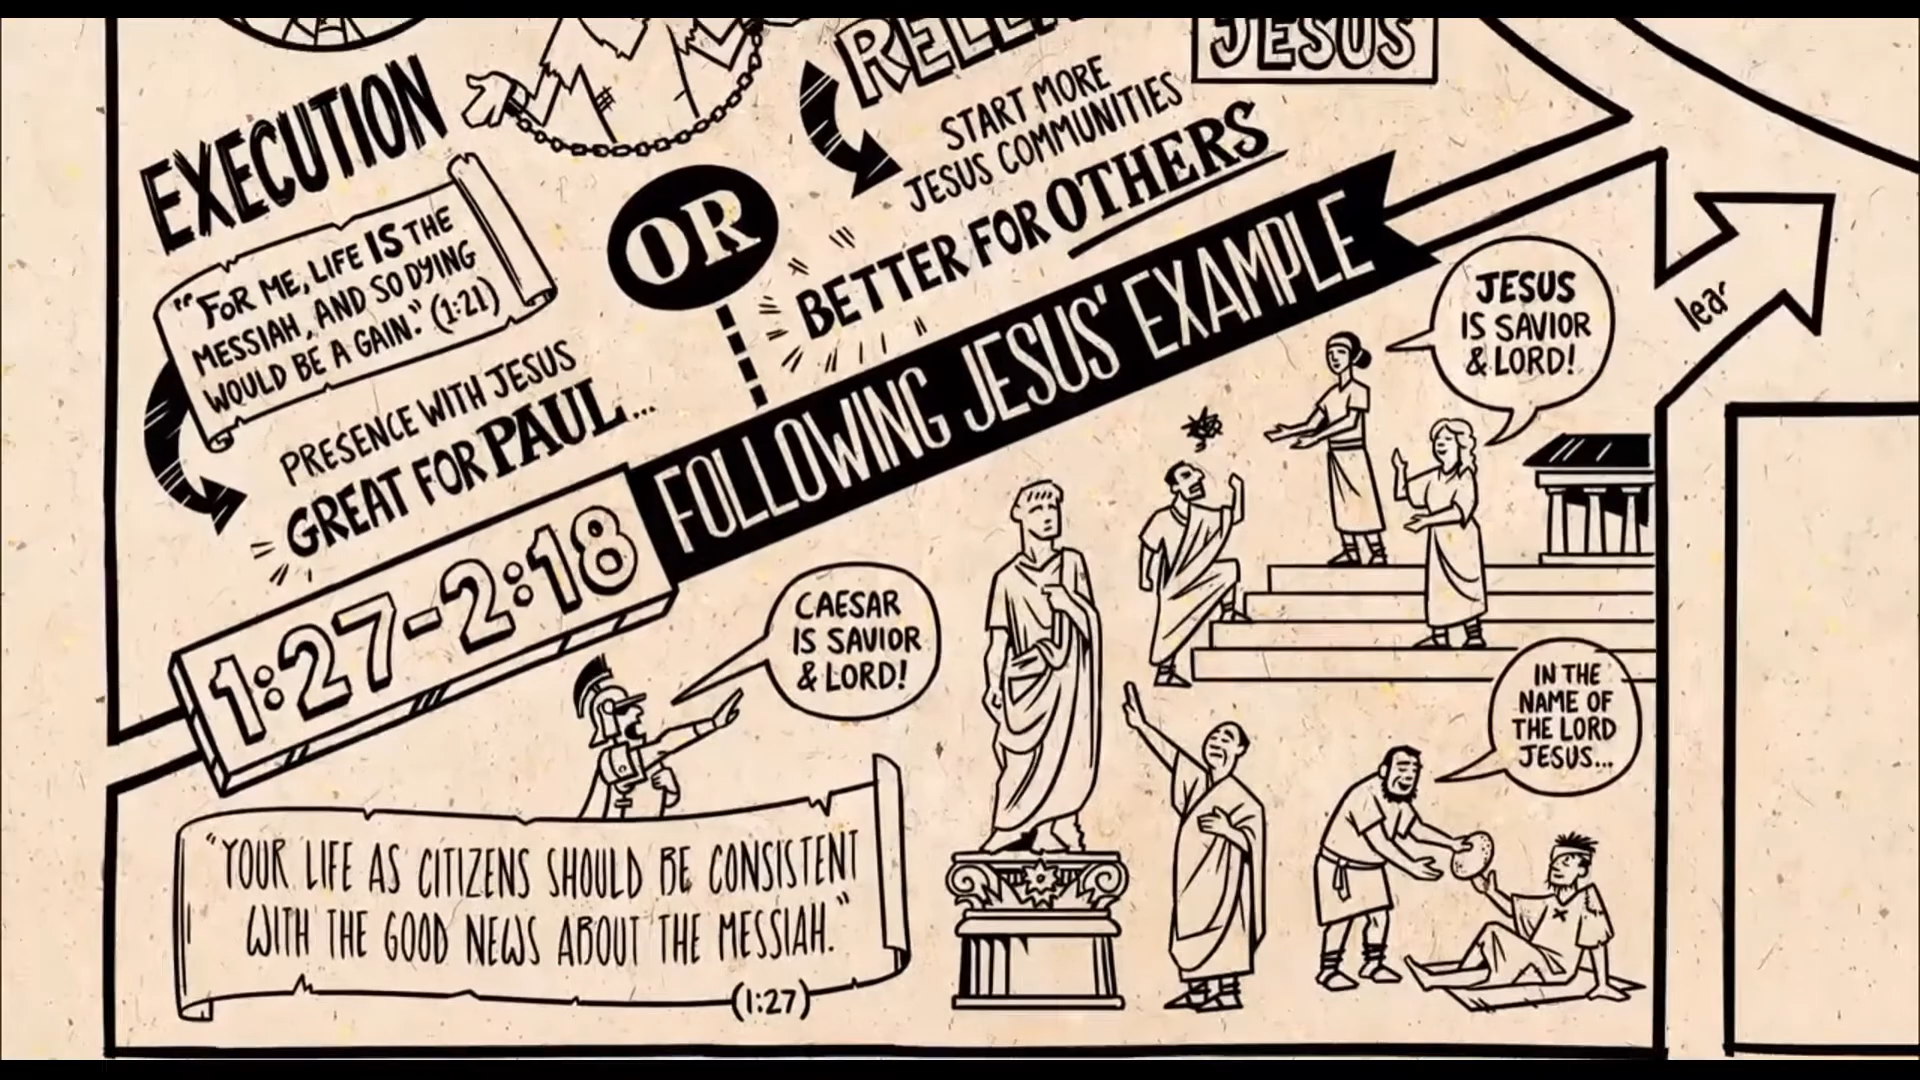 JESUS
EXECUTION
START MORE
JESUS COMMUNITIES
BETTER FOR OTHERS
"FOR ME, LIFE IS THE
MESSIAH, AND SO DYING
WOULD BE A GAIN." (1:21)
OR
PRESENCE WITH JESUS
GREAT FOR PAUL...
1:27-2:18
FOLLOWING JESUS' EXAMPLE
CAESAR
IS SAVIOR
& LORD!
JESUS
IS SAVIOR
& LORD!
IN THE
NAME OF
THE LORD
JESUS...
"YOUR LIFE AS CITIZENS SHOULD BE CONSISTENT
WITH THE GOOD NEWS ABOUT THE MESSIAH."
(1:27)
lear